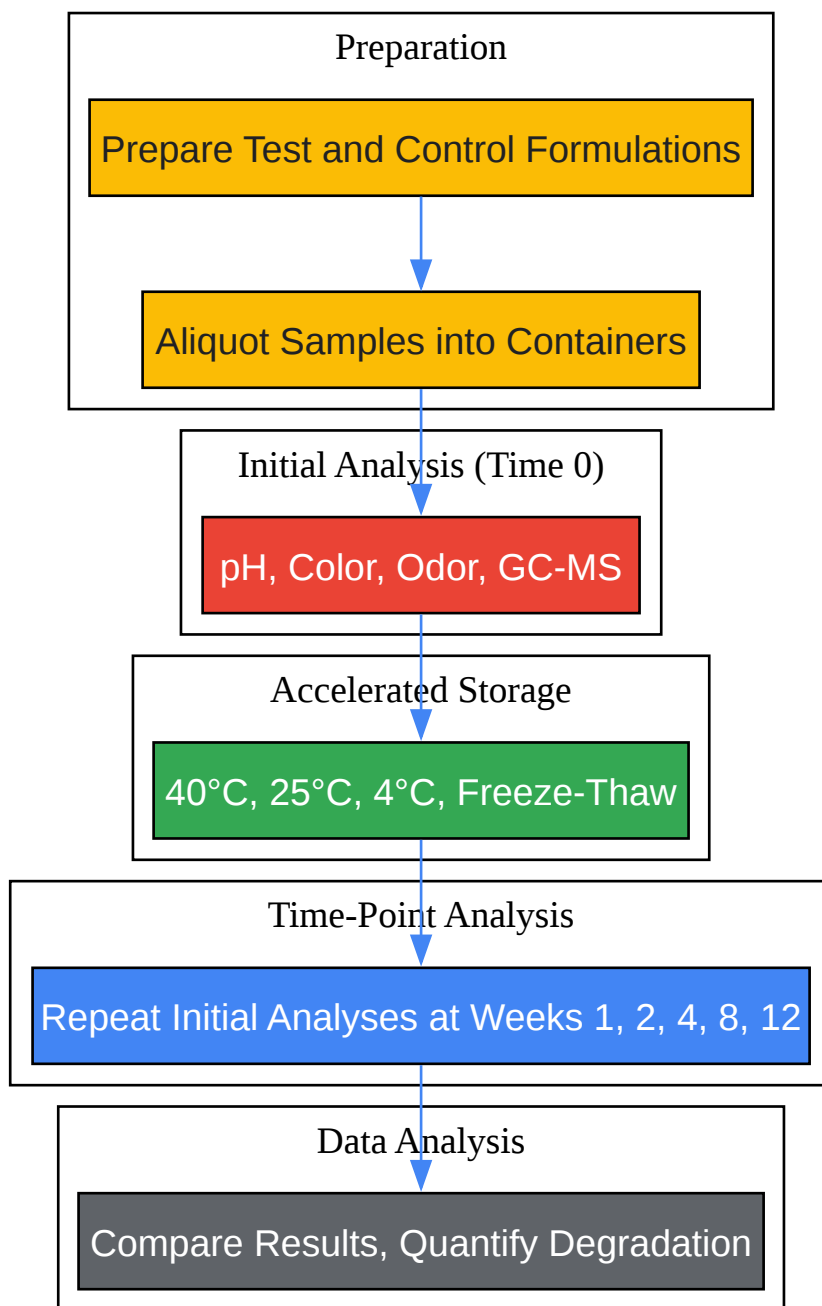 Preparation
Prepare Test and Control Formulations
Aliquot Samples into Containers
Initial Analysis (Time 0)
pH, Color, Odor, GC-MS
Accelerated Storage
40°C, 25°C, 4°C, Freeze-Thaw
Time-Point Analysis
Repeat Initial Analyses at Weeks 1, 2, 4, 8, 12
Data Analysis
Compare Results, Quantify Degradation